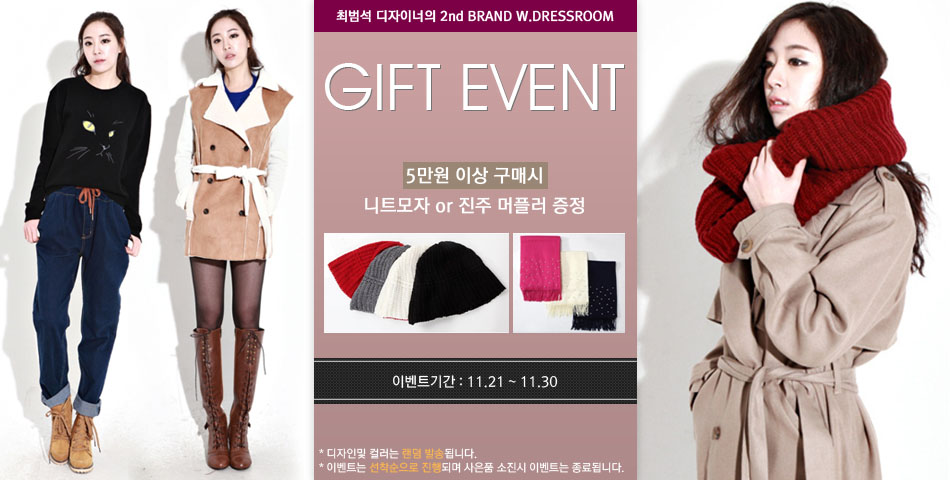 최범석 디자이너의 2nd BRAND W.DRESSROOM
GIFT EVENT
5만원 이상 구매시
니트모자 or 진주 머플러 증정
이벤트기간 : 11.21 ~ 11.30
* 디자인및 컬러는 랜덤 발송됩니다.
* 이벤트는 선착순으로 진행되며 사은품 소진시 이벤트는 종료됩니다.